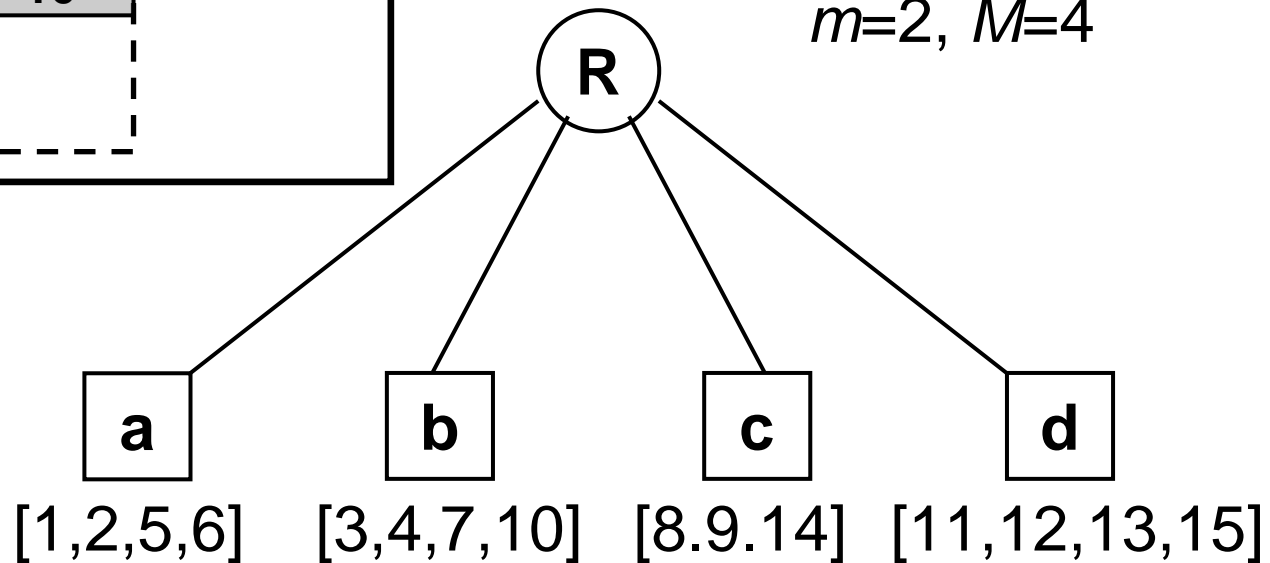 m=2, M=4
R
a b c d
[1,2,5,6] [3,4,7,10] [8.9.14] [11,12,13,15]